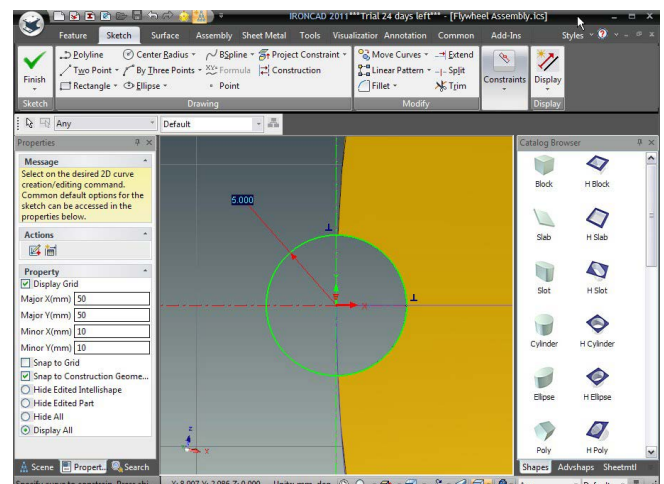 IRONCAD 2011***Trial 24 days left*** - [Flywheel Assembly.ics]
Feature Sketch Surface Assembly Sheet Metal Tools Visualization Annotation Common Add-Ins Styles
Polyline Center Radius BSpline Project Constraint Move Curves Extend
Two Point By Three Points Formula Construction Linear Pattern Split
Finish Rectangle Ellipse Point Fillet Trim Constraints Display
Sketch Drawing Modify Display
Any Default
Properties
Message
Select on the desired 2D curve
creation/editing command.
Common default options for the
sketch can be accessed in the
properties below.
Actions
Property
Display Grid
Major X(mm) 50
Major Y(mm) 50
Minor X(mm) 10
Minor Y(mm) 10
Snap to Grid
Snap to Construction Geome...
Hide Edited Intellishape
Hide Edited Part
Hide All
Display All
Scene Propert.. Search
5.000
Catalog Browser
Block H Block
Slab H Slab
Slot H Slot
Cylinder H Cylinder
Ellipse H Ellipse
Poly H Poly
Shapes Advshaps Sheetmtl